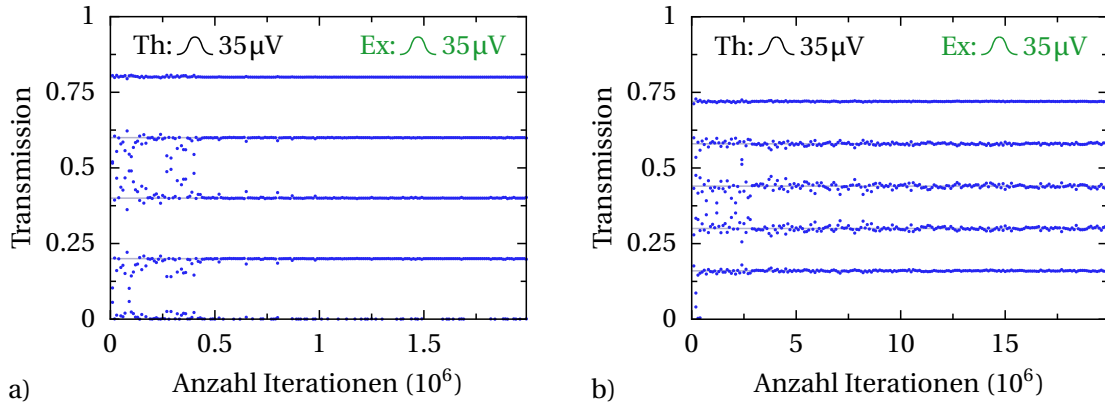 1
Th: 35µV Ex: 35µV
0.75
Transmission
0.5
0.25
0
0 0.5 1 1.5
a) Anzahl Iterationen (10⁶)
1
Th: 35µV Ex: 35µV
0.75
Transmission
0.5
0.25
0
0 5 10 15
b) Anzahl Iterationen (10⁶)